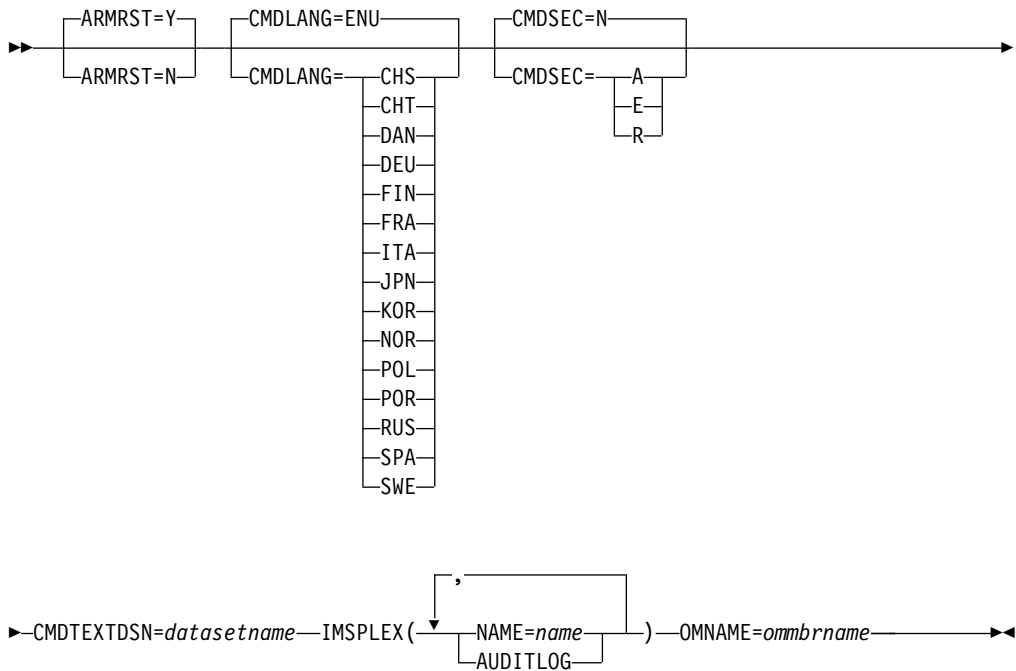 ARMRST=Y CMDLANG=ENU CMDSEC=N
ARMRST=N CMDLANG= CHS CMDSEC= A
CHT E
DAN R
DEU
FIN
FRA
ITA
JPN
KOR
NOR
POL
POR
RUS
SPA
SWE
,
CMDTEXTDSN=datasetname IMSPLEX( NAME=name ) OMNAME=ommbrname
AUDITLOG